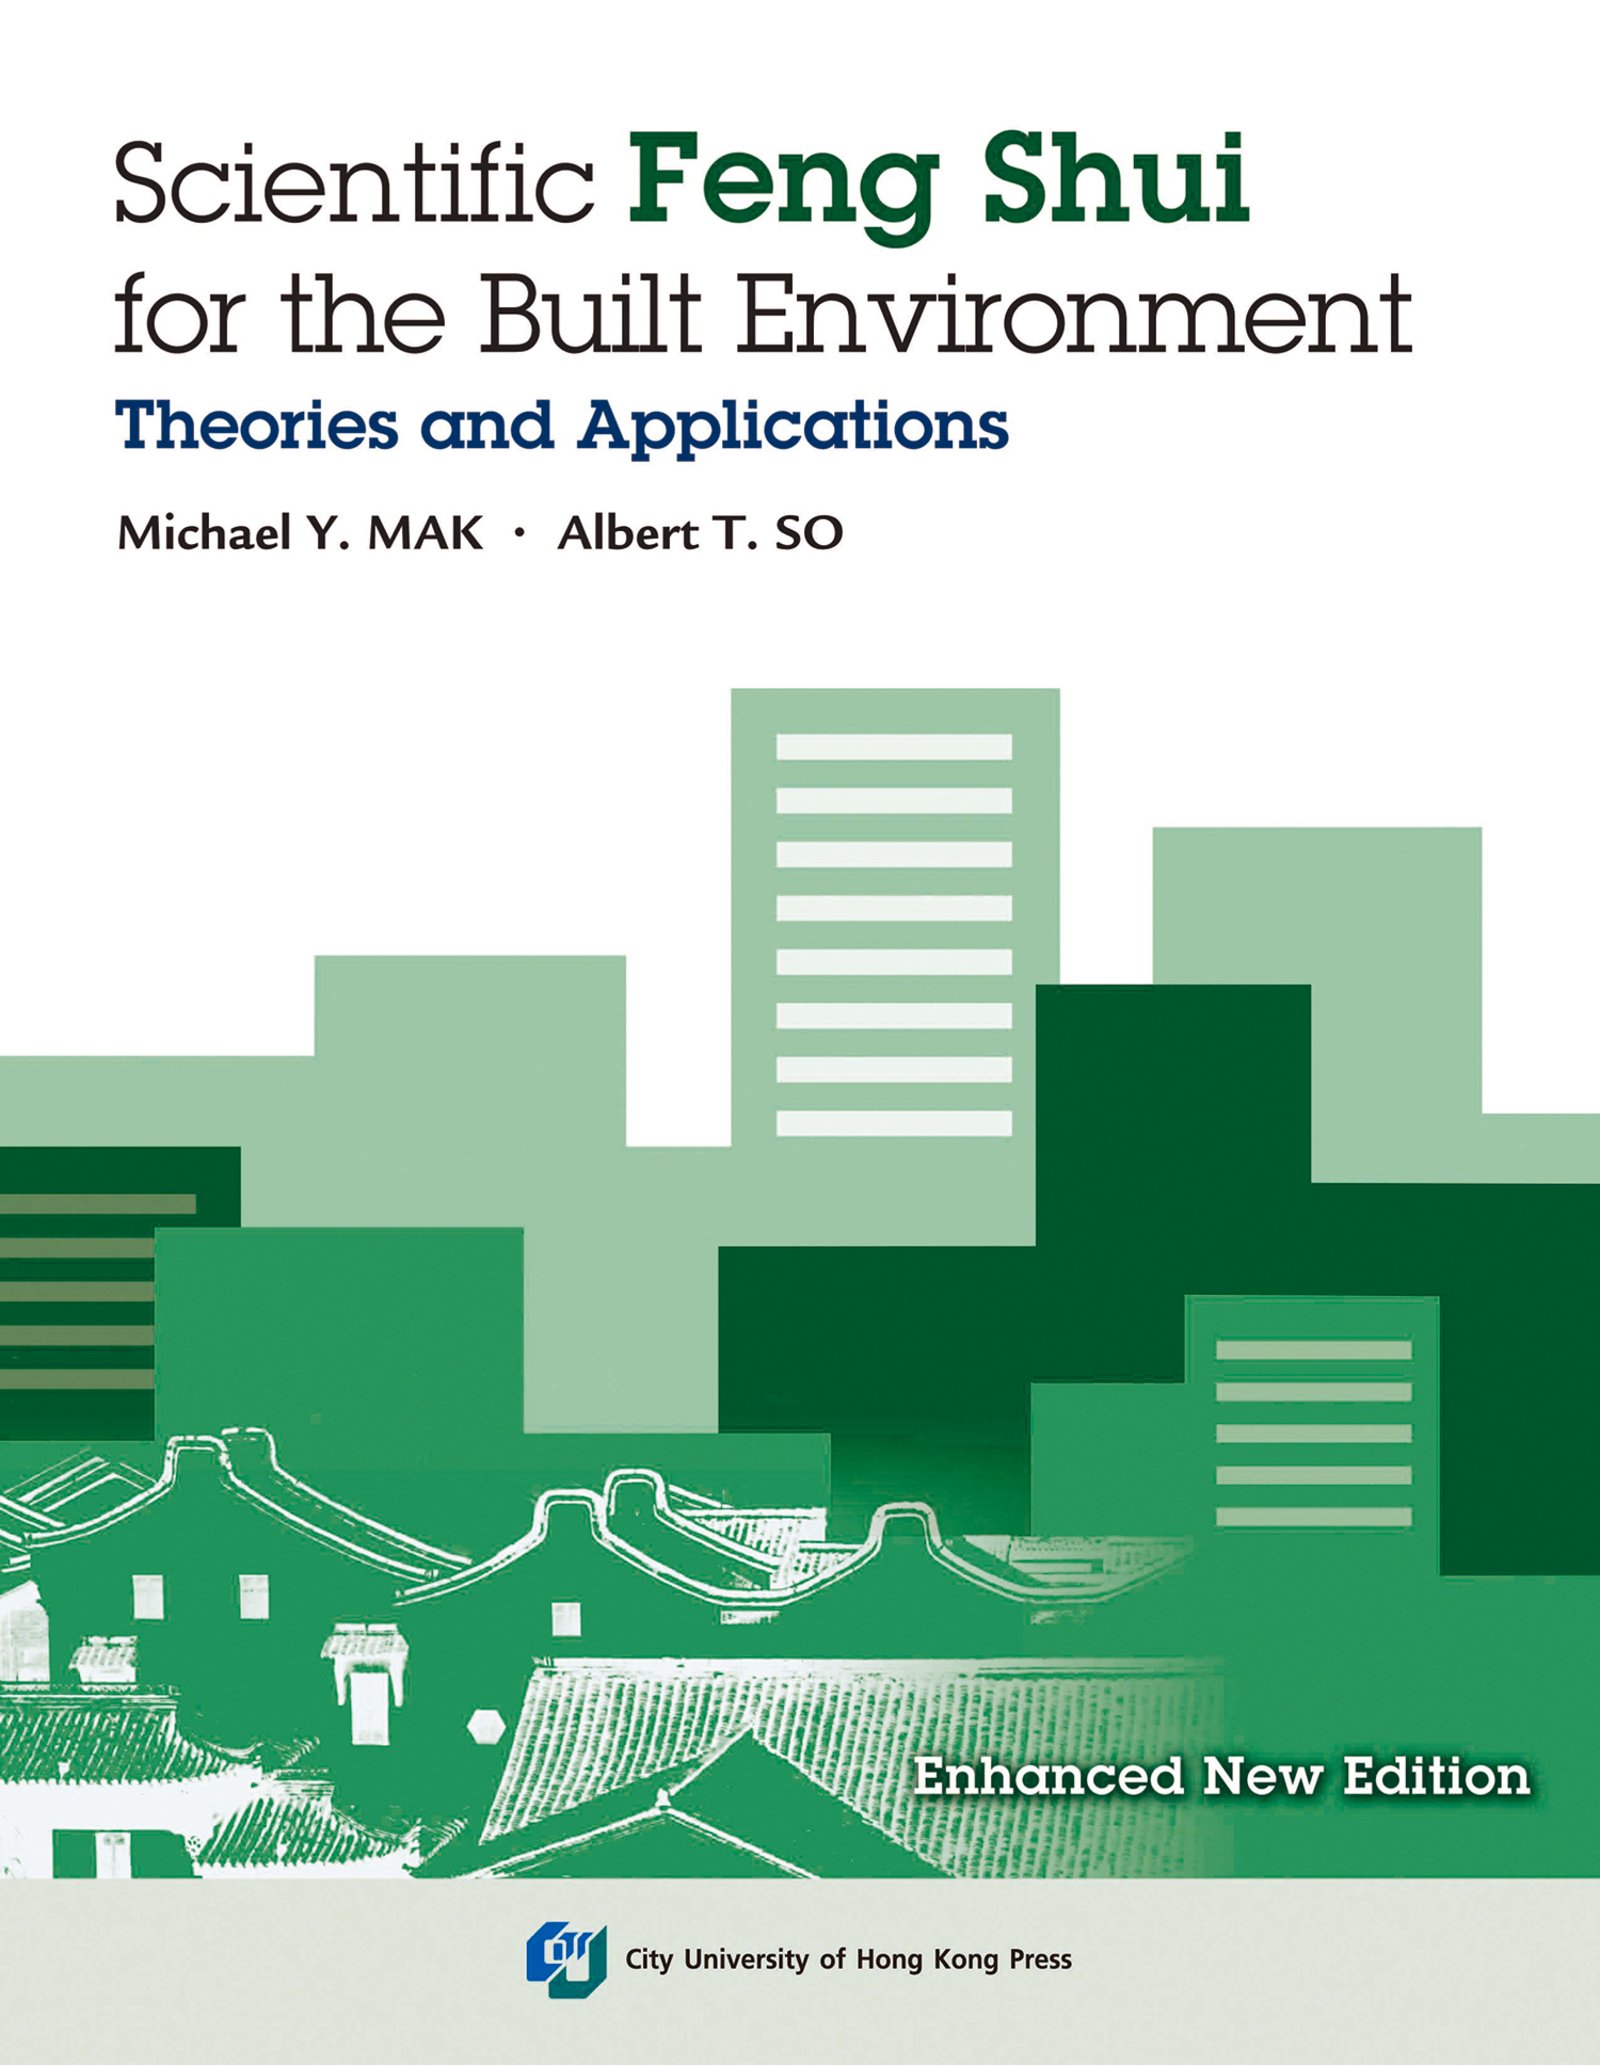 Scientific Feng Shui
for the Built Environment
Theories and Applications
Michael Y. MAK · Albert T. SO
Enhanced New Edition
City University of Hong Kong Press